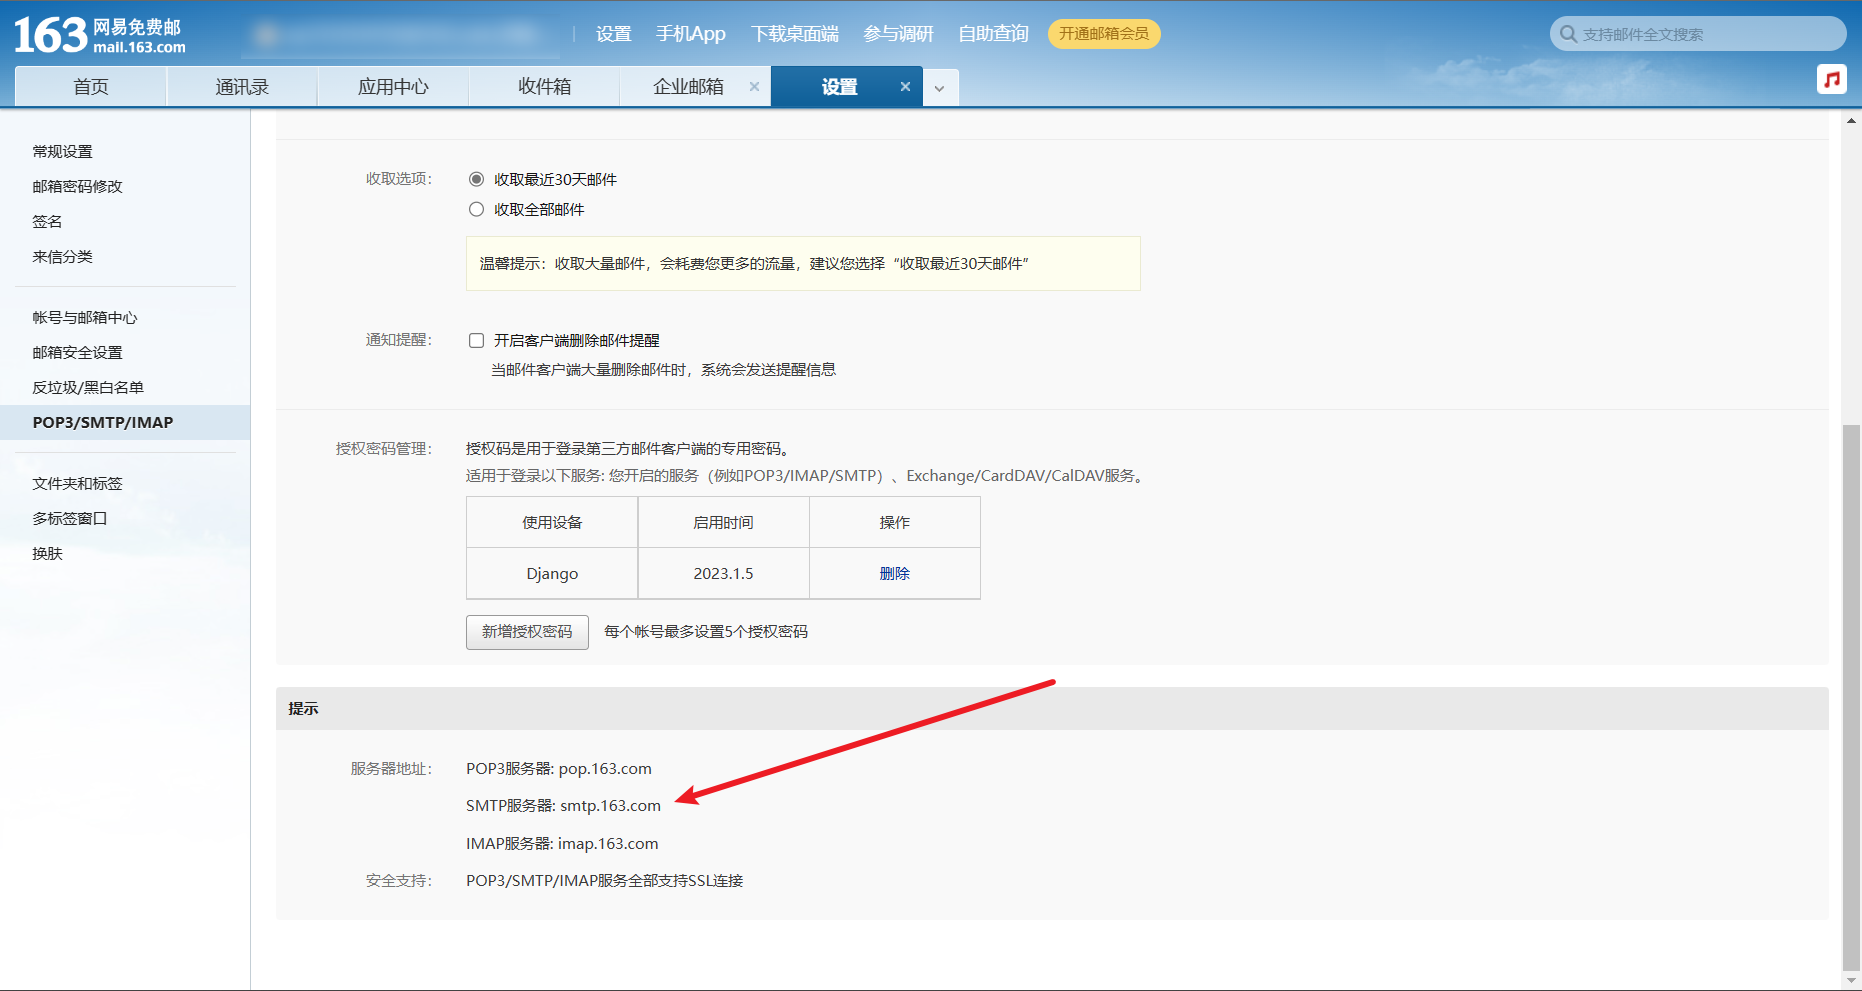 163 网易免费邮
mail.163.com
设置 手机App 下载桌面端 参与调研 自助查询 开通邮箱会员
支持邮件全文搜索
首页 通讯录 应用中心 收件箱 企业邮箱 × 设置 ×
常规设置
邮箱密码修改
签名
来信分类
帐号与邮箱中心
邮箱安全设置
反垃圾/黑白名单
POP3/SMTP/IMAP
文件夹和标签
多标签窗口
换肤
收取选项： 收取最近30天邮件
收取全部邮件
温馨提示：收取大量邮件，会耗费您更多的流量，建议您选择“收取最近30天邮件”
通知提醒： 开启客户端删除邮件提醒
当邮件客户端大量删除邮件时，系统会发送提醒信息
授权密码管理： 授权码是用于登录第三方邮件客户端的专用密码。
适用于登录以下服务: 您开启的服务（例如POP3/IMAP/SMTP）、Exchange/CardDAV/CalDAV服务。
使用设备 启用时间 操作
Django 2023.1.5 删除
新增授权密码 每个帐号最多设置5个授权密码
提示
服务器地址： POP3服务器: pop.163.com
SMTP服务器: smtp.163.com
IMAP服务器: imap.163.com
安全支持： POP3/SMTP/IMAP服务全部支持SSL连接